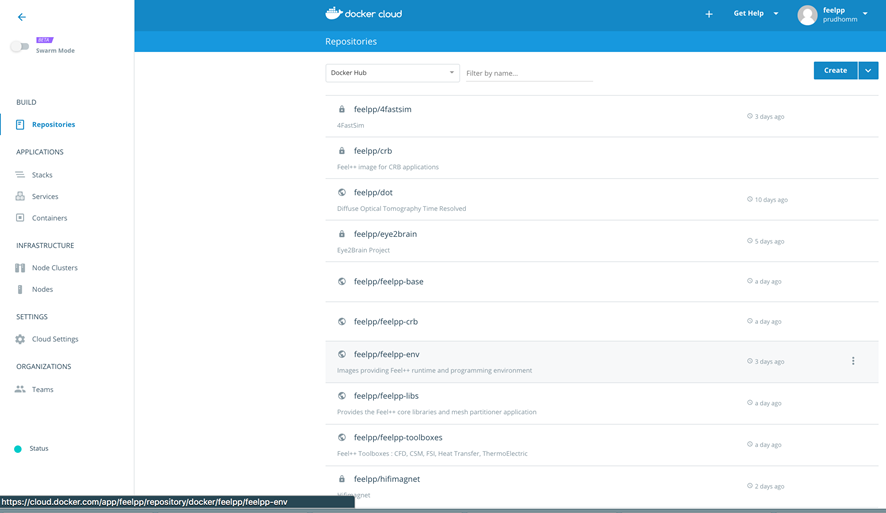 docker cloud
Get Help
feelpp
prudhomm
BETA
Swarm Mode
Repositories
BUILD
Repositories
APPLICATIONS
Stacks
Services
Containers
INFRASTRUCTURE
Node Clusters
Nodes
SETTINGS
Cloud Settings
ORGANIZATIONS
Teams
Status
Docker Hub
Filter by name...
Create
feelpp/4fastsim
3 days ago
4FastSim
feelpp/crb
Feel++ image for CRB applications
feelpp/dot
10 days ago
Diffuse Optical Tomography Time Resolved
feelpp/eye2brain
5 days ago
Eye2Brain Project
feelpp/feelpp-base
a day ago
feelpp/feelpp-crb
a day ago
feelpp/feelpp-env
3 days ago
Images providing Feel++ runtime and programming environment
feelpp/feelpp-libs
a day ago
Provides the Feel++ core libraries and mesh partitioner application
feelpp/feelpp-toolboxes
a day ago
Feel++ Toolboxes : CFD, CSM, FSI, Heat Transfer, ThermoElectric
feelpp/hifimagnet
2 days ago
Hifimagnet
https://cloud.docker.com/app/feelpp/repository/docker/feelpp/feelpp-env